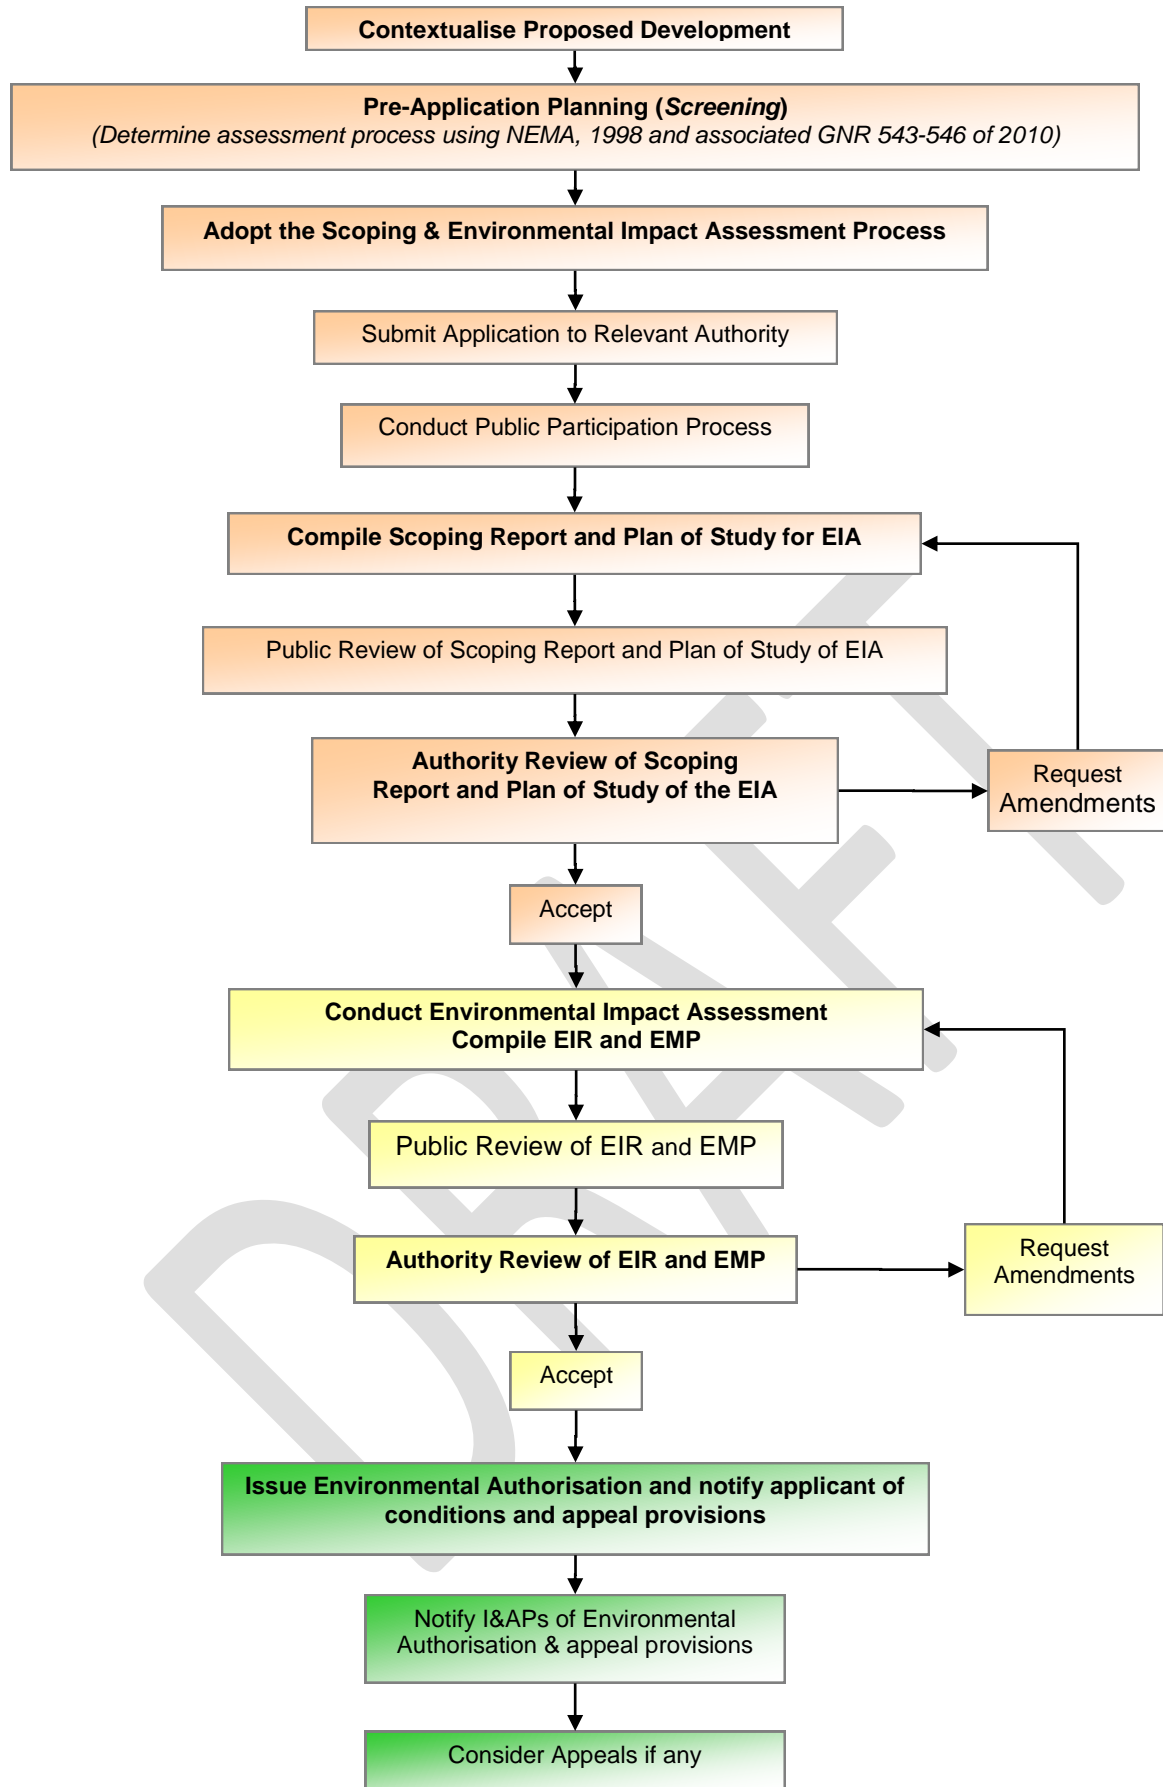 Contextualise Proposed Development
Pre-Application Planning (Screening)
(Determine assessment process using NEMA, 1998 and associated GNR 543-546 of 2010)
Adopt the Scoping & Environmental Impact Assessment Process
Submit Application to Relevant Authority
Conduct Public Participation Process
Compile Scoping Report and Plan of Study for EIA
Public Review of Scoping Report and Plan of Study of EIA
Authority Review of Scoping
Report and Plan of Study of the EIA
Request
Amendments
Accept
Conduct Environmental Impact Assessment
Compile EIR and EMP
Public Review of EIR and EMP
Authority Review of EIR and EMP
Request
Amendments
Accept
Issue Environmental Authorisation and notify applicant of
conditions and appeal provisions
Notify I&APs of Environmental
Authorisation & appeal provisions
Consider Appeals if any
DRAFT